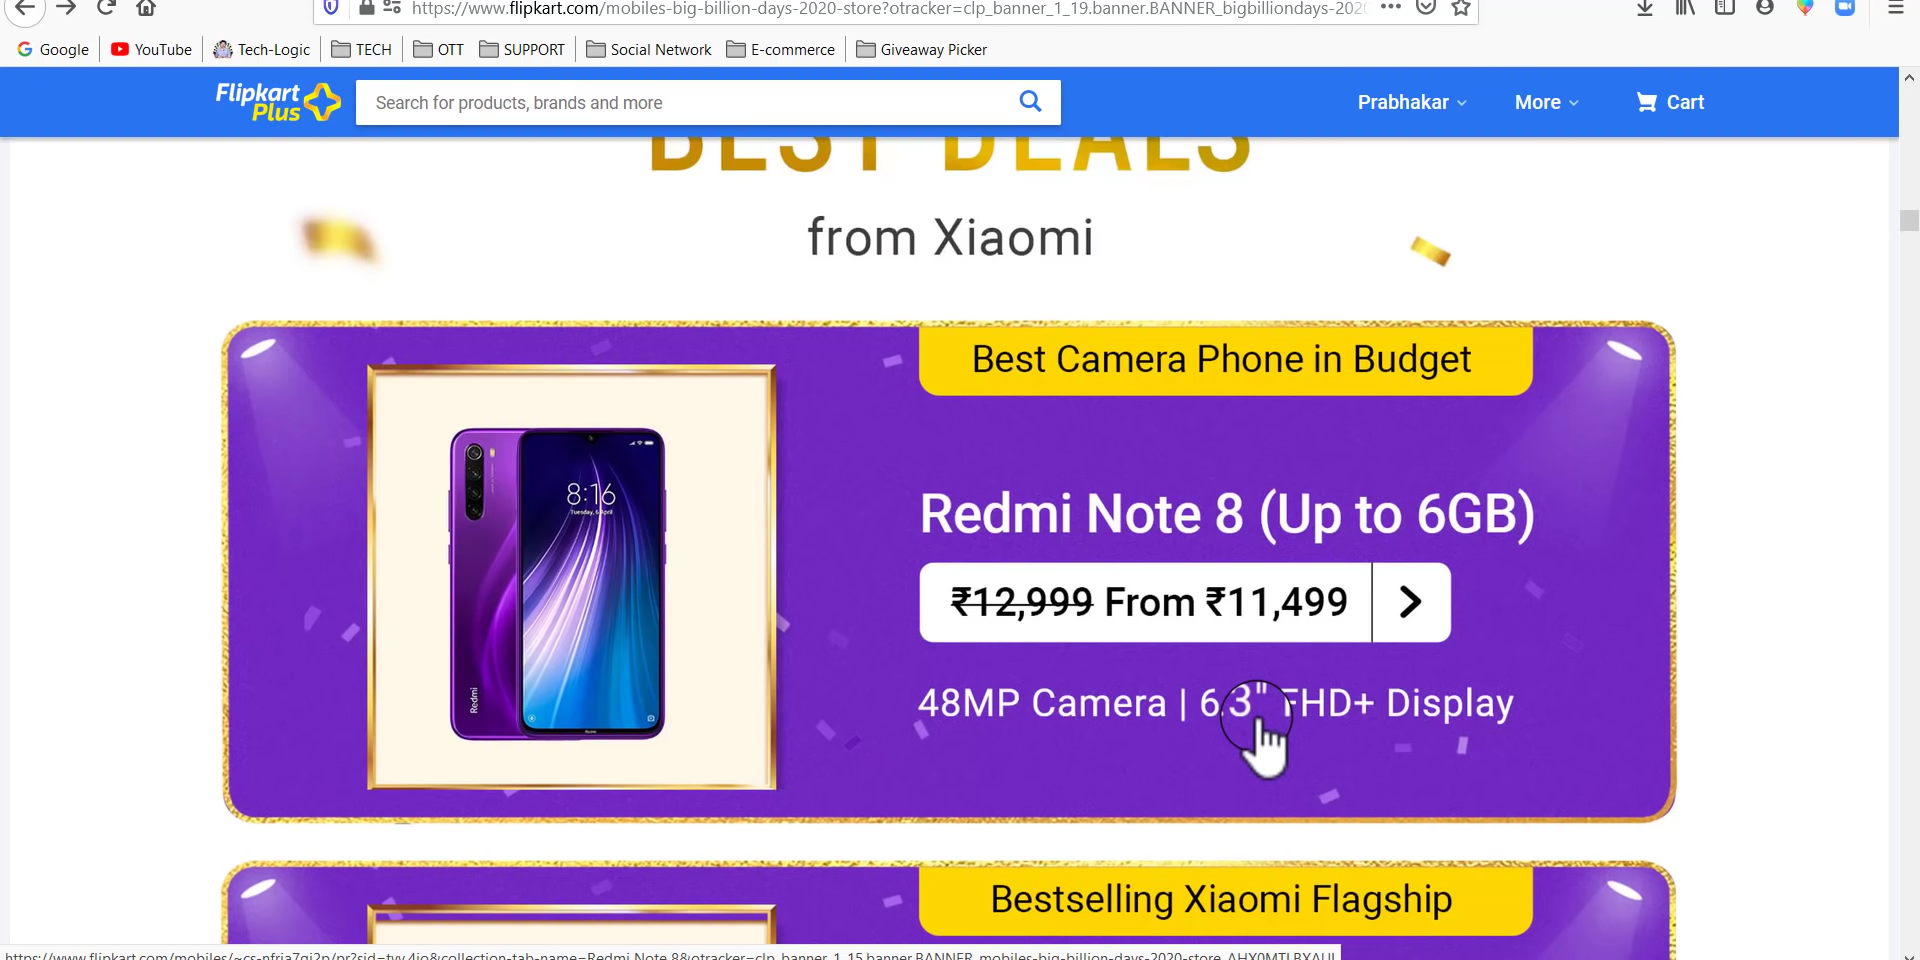 https://www.flipkart.com/mobiles-big-billion-days-2020-store?otracker=clp_banner_1_19.banner.BANNER_bigbilliondays-202
Google YouTube Tech-Logic TECH OTT SUPPORT Social Network E-commerce Giveaway Picker
Flipkart
Plus
Search for products, brands and more
Prabhakar More Cart
BEST DEALS
from Xiaomi
Best Camera Phone in Budget
8:16
Redmi
Redmi Note 8 (Up to 6GB)
₹12,999 From ₹11,499
48MP Camera | 6.3" FHD+ Display
Bestselling Xiaomi Flagship